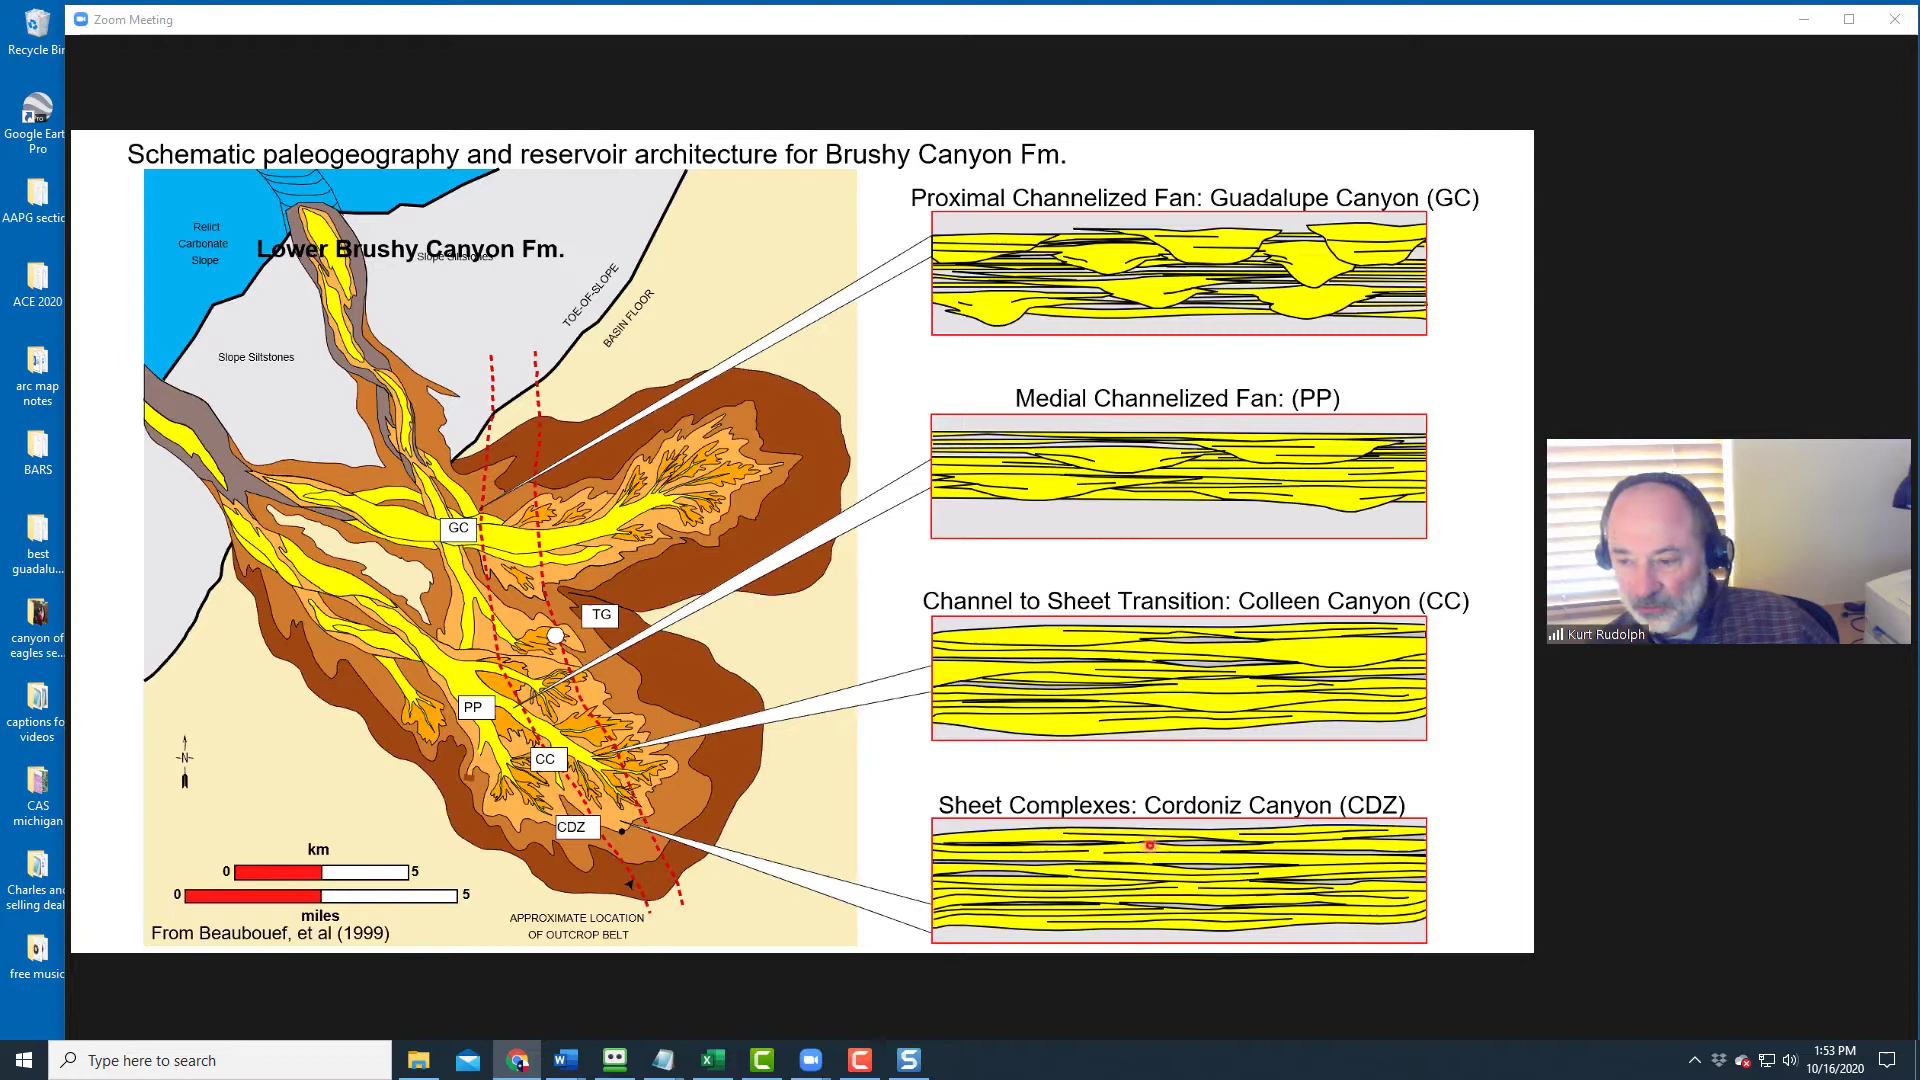 Zoom Meeting
Recycle Bin
Google Eart
Pro
AAPG sectio
ACE 2020
arc map
notes
BARS
best
guadalu...
canyon of
eagles se...
captions fo
videos
CAS
michigan
Charles and
selling deal
free music
Schematic paleogeography and reservoir architecture for Brushy Canyon Fm.
Relict
Carbonate
Slope
Lower Brushy Canyon Fm.
Slope Siltstones
TOE-OF-SLOPE
BASIN FLOOR
Slope Siltstones
GC
TG
PP
CC
CDZ
N
km
0 5
0 5
miles
From Beaubouef, et al (1999)
APPROXIMATE LOCATION
OF OUTCROP BELT
Proximal Channelized Fan: Guadalupe Canyon (GC)
Medial Channelized Fan: (PP)
Channel to Sheet Transition: Colleen Canyon (CC)
Sheet Complexes: Cordoniz Canyon (CDZ)
Kurt Rudolph
Type here to search
1:53 PM
10/16/2020